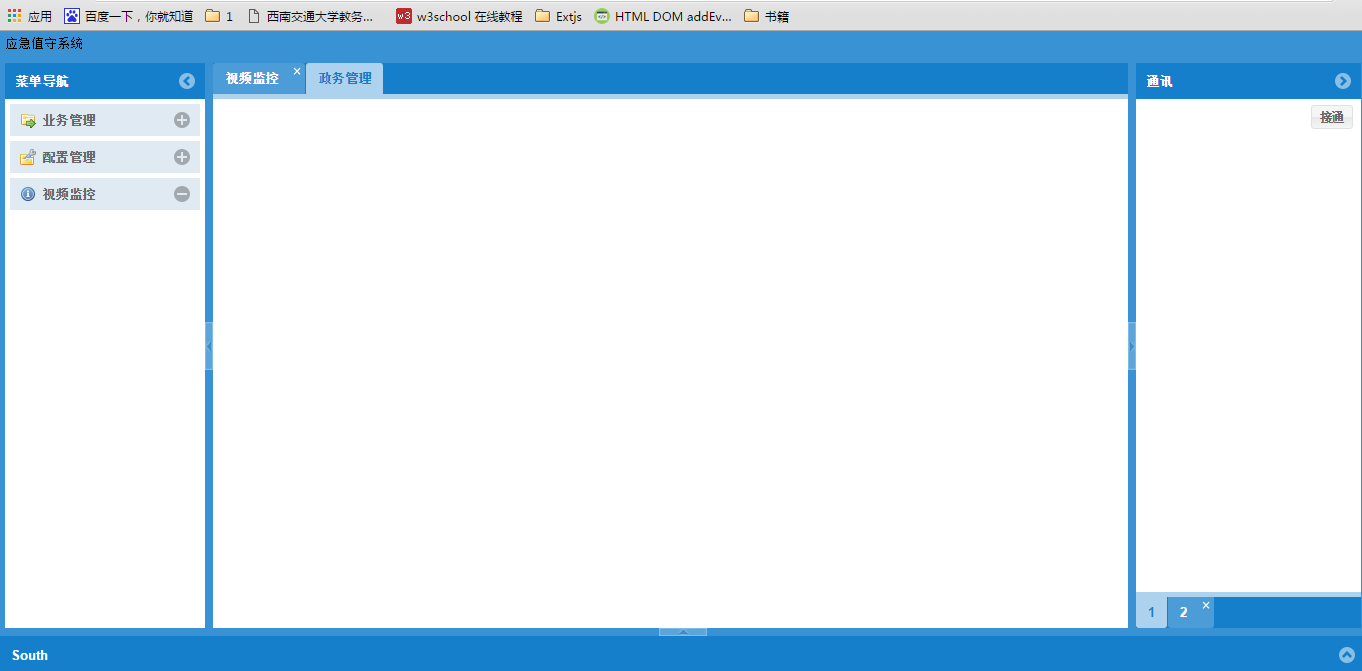 应用 百度一下，你就知道 1 西南交通大学教务... w3school 在线教程 Extjs HTML DOM addEv... 书籍
应急值守系统
菜单导航
业务管理
配置管理
视频监控
视频监控 政务管理
通讯
接通
1 2
South